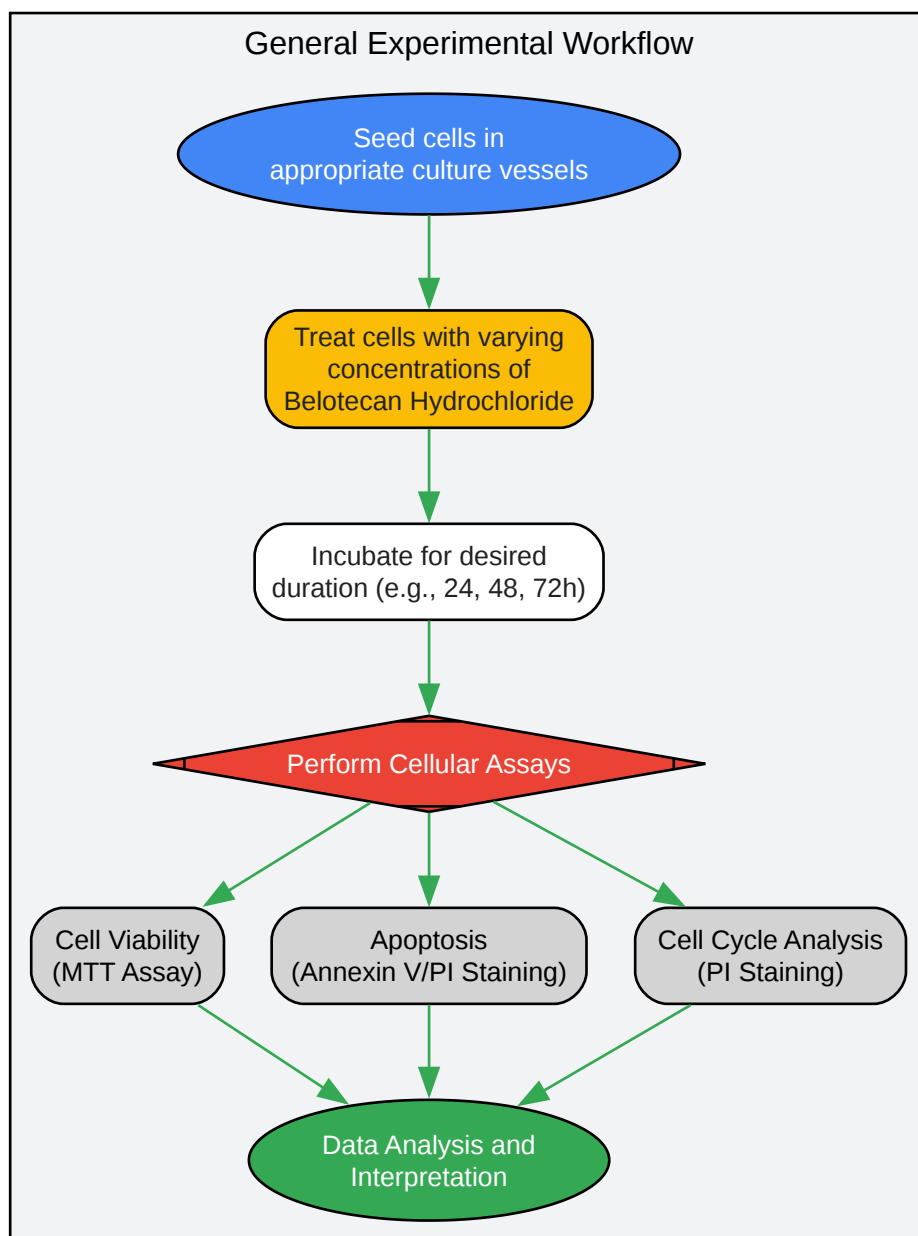 General Experimental Workflow
Seed cells in
appropriate culture vessels
Treat cells with varying
concentrations of
Belotecan Hydrochloride
Incubate for desired
duration (e.g., 24, 48, 72h)
Perform Cellular Assays
Cell Viability
(MTT Assay)
Apoptosis
(Annexin V/PI Staining)
Cell Cycle Analysis
(PI Staining)
Data Analysis and
Interpretation